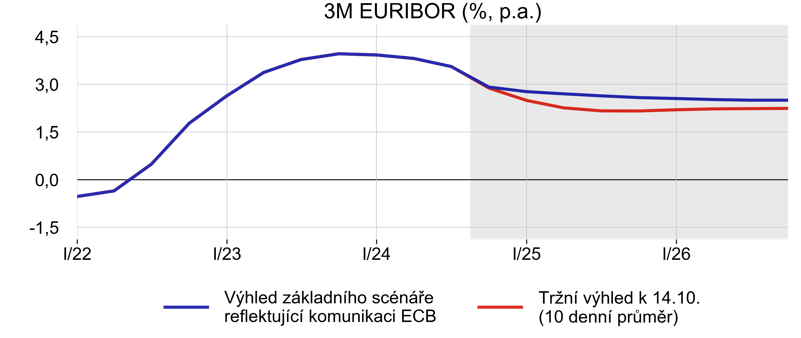 3M EURIBOR (%, p.a.)
4,5
3,0
1,5
0,0
-1,5
I/22
I/23
I/24
I/25
I/26
Výhled základního scénáře
reflektující komunikaci ECB
Tržní výhled k 14.10.
(10 denní průměr)